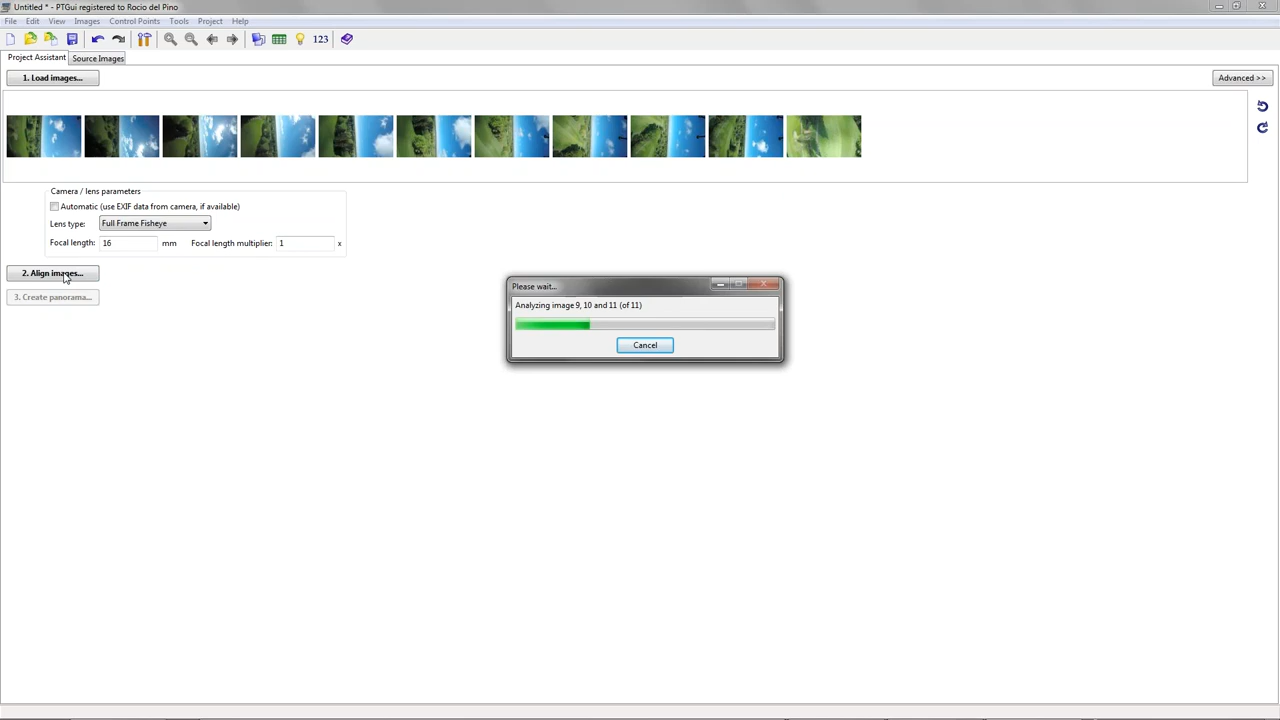 Untitled * - PTGui registered to Rocio del Pino
File Edit View Images Control Points Tools Project Help
123
Project Assistant Source Images
1. Load images...
Advanced >>
Camera / lens parameters
Automatic (use EXIF data from camera, if available)
Lens type: Full Frame Fisheye
Focal length: 16 mm Focal length multiplier: 1 x
2. Align images...
3. Create panorama...
Please wait...
Analyzing image 9, 10 and 11 (of 11)
Cancel